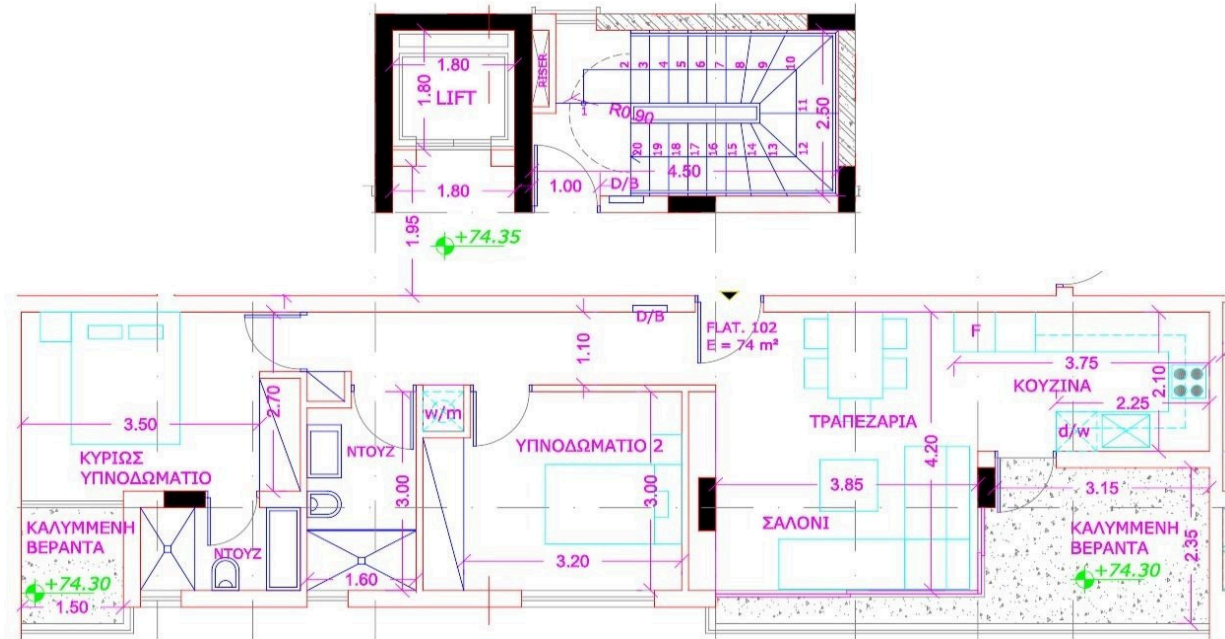 1.80
1.80
LIFT
1.80
RISER
2
3
4
5
6
7
8
9
10
11
12
13
14
15
16
17
18
19
20
1
R0.90
2.50
4.50
1.00
D/B
1.95
+74.35
D/B
FLAT. 102
E = 74 m²
1.10
2.70
3.50
ΚΥΡΙΩΣ
ΥΠΝΟΔΩΜΑΤΙΟ
ΚΑΛΥΜΜΕΝΗ
ΒΕΡΑΝΤΑ
+74.30
1.50
ΝΤΟΥΖ
ΝΤΟΥΖ
3.00
1.60
w/m
ΥΠΝΟΔΩΜΑΤΙΟ 2
3.00
3.20
ΤΡΑΠΕΖΑΡΙΑ
4.20
3.85
ΣΑΛΟΝΙ
F
3.75
ΚΟΥΖΙΝΑ
2.10
2.25
d/w
3.15
ΚΑΛΥΜΜΕΝΗ
ΒΕΡΑΝΤΑ
2.35
+74.30